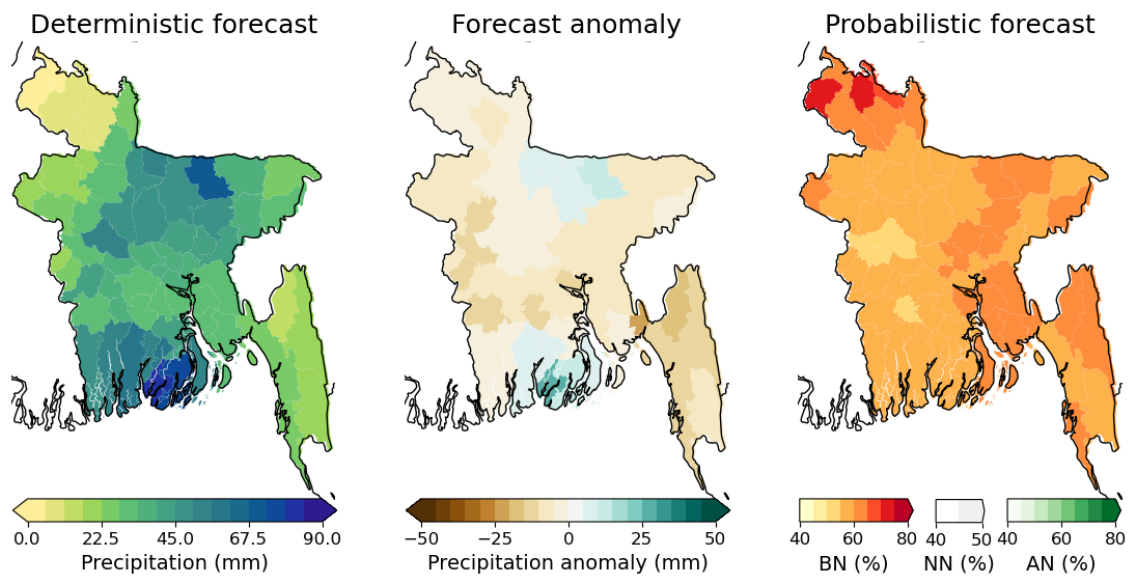 Deterministic forecast
Forecast anomaly
Probabilistic forecast
0.0 22.5 45.0 67.5 90.0
Precipitation (mm)
−50 −25 0 25 50
Precipitation anomaly (mm)
40 60 80
BN (%)
40 50
NN (%)
40 60 80
AN (%)